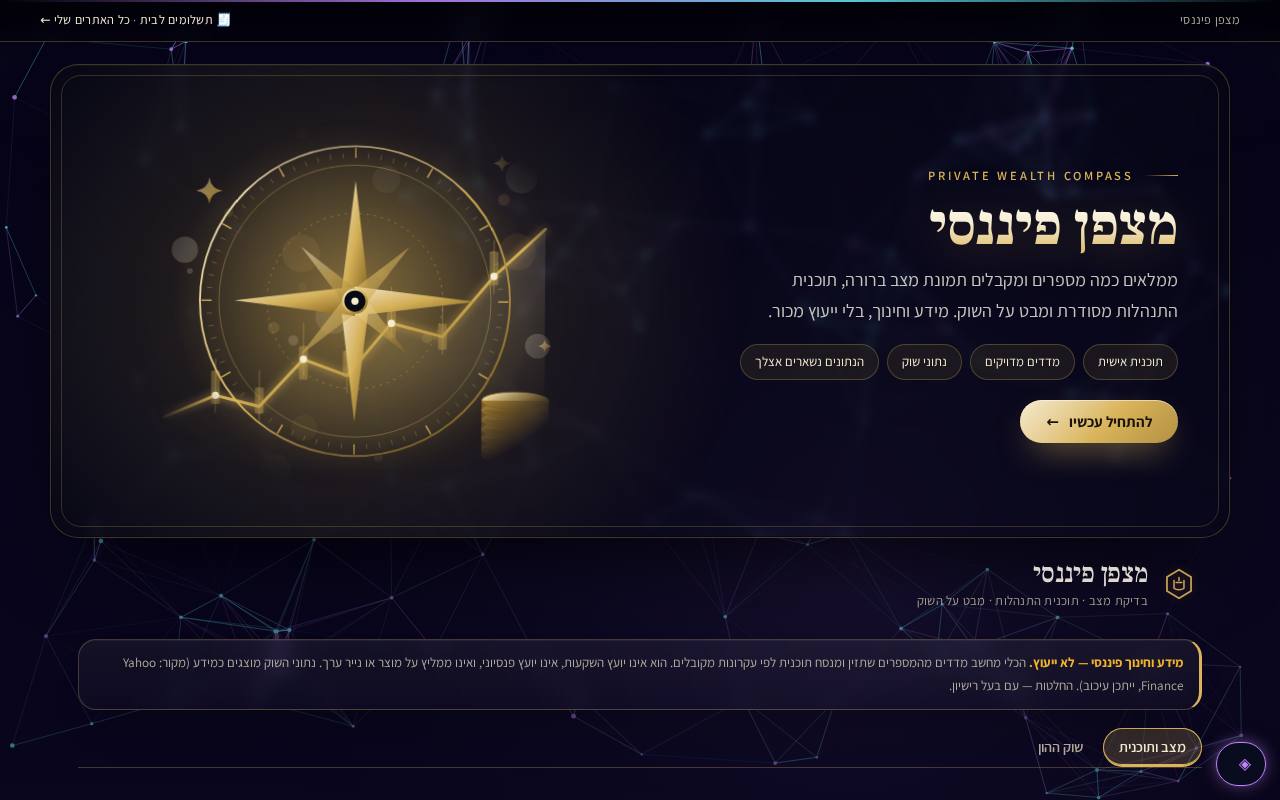 מצפן פיננסי
🧾 תשלומים לבית · כל האתרים שלי ←
PRIVATE WEALTH COMPASS
מצפן פיננסי
ממלאים כמה מספרים ומקבלים תמונת מצב ברורה, תוכנית
התנהלות מסודרת ומבט על השוק. מידע וחינוך, בלי ייעוץ מכור.
תוכנית אישית
מדדים מדויקים
נתוני שוק
הנתונים נשארים אצלך
להתחיל עכשיו ←
מצפן פיננסי
בדיקת מצב · תוכנית התנהלות · מבט על השוק
מידע וחינוך פיננסי — לא ייעוץ. הכלי מחשב מדדים מהמספרים שתזין ומנסח תוכנית לפי עקרונות מקובלים. הוא אינו יועץ השקעות, אינו יועץ פנסיוני, ואינו ממליץ על מוצר או נייר ערך. נתוני השוק מוצגים כמידע (מקור: Yahoo
Finance, ייתכן עיכוב). החלטות — עם בעל רישיון.
מצב ותוכנית
שוק ההון